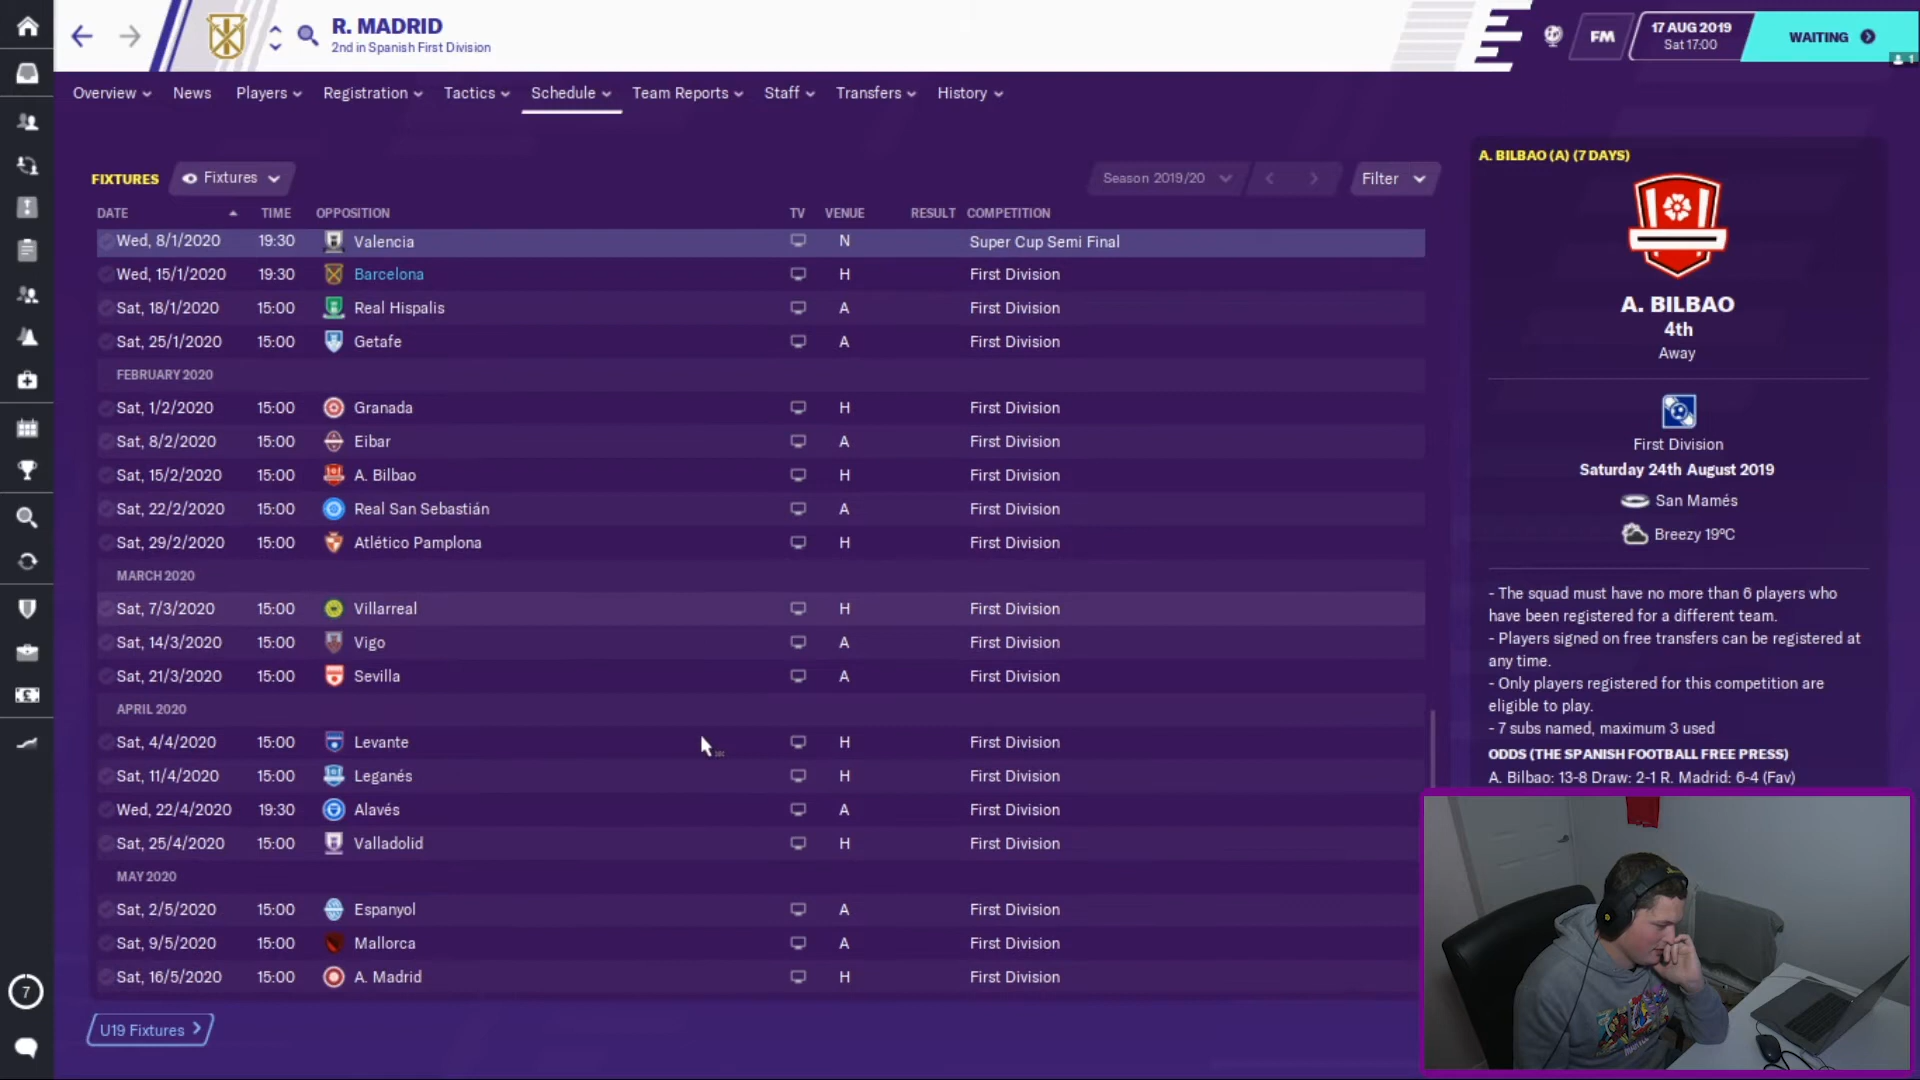 R. MADRID
2nd in Spanish First Division
FM
17 AUG 2019
Sat 17:00
WAITING
1
Overview News Players Registration Tactics Schedule Team Reports Staff Transfers History
FIXTURES Fixtures Season 2019/20 Filter
DATE TIME OPPOSITION TV VENUE RESULT COMPETITION
Wed, 8/1/2020 19:30 Valencia N Super Cup Semi Final
Wed, 15/1/2020 19:30 Barcelona H First Division
Sat, 18/1/2020 15:00 Real Hispalis A First Division
Sat, 25/1/2020 15:00 Getafe A First Division
FEBRUARY 2020
Sat, 1/2/2020 15:00 Granada H First Division
Sat, 8/2/2020 15:00 Eibar A First Division
Sat, 15/2/2020 15:00 A. Bilbao H First Division
Sat, 22/2/2020 15:00 Real San Sebastián A First Division
Sat, 29/2/2020 15:00 Atlético Pamplona H First Division
MARCH 2020
Sat, 7/3/2020 15:00 Villarreal H First Division
Sat, 14/3/2020 15:00 Vigo A First Division
Sat, 21/3/2020 15:00 Sevilla A First Division
APRIL 2020
Sat, 4/4/2020 15:00 Levante H First Division
Sat, 11/4/2020 15:00 Leganés H First Division
Wed, 22/4/2020 19:30 Alavés A First Division
Sat, 25/4/2020 15:00 Valladolid H First Division
MAY 2020
Sat, 2/5/2020 15:00 Espanyol A First Division
Sat, 9/5/2020 15:00 Mallorca A First Division
Sat, 16/5/2020 15:00 A. Madrid H First Division
7
U19 Fixtures
A. BILBAO (A) (7 DAYS)
A. BILBAO
4th
Away
First Division
Saturday 24th August 2019
San Mamés
Breezy 19ºC
- The squad must have no more than 6 players who
have been registered for a different team.
- Players signed on free transfers can be registered at
any time.
- Only players registered for this competition are
eligible to play.
- 7 subs named, maximum 3 used
ODDS (THE SPANISH FOOTBALL FREE PRESS)
A. Bilbao: 13-8 Draw: 2-1 R. Madrid: 6-4 (Fav)